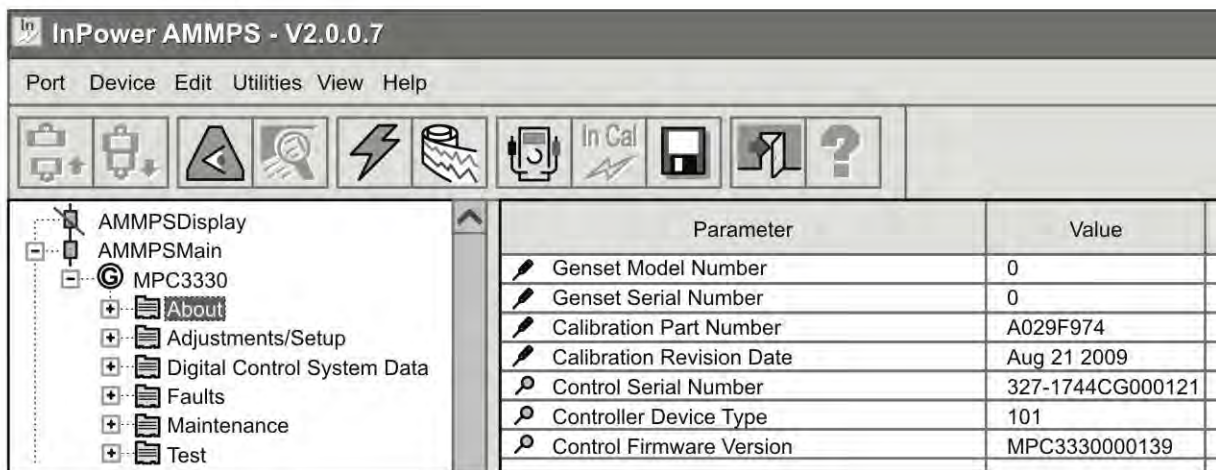 In InPower AMMPS - V2.0.0.7
Port Device Edit Utilities View Help
In Cal ?
AMMPSDisplay
AMMPSMain
G MPC3330
About
Adjustments/Setup
Digital Control System Data
Faults
Maintenance
Test
Parameter Value
Genset Model Number 0
Genset Serial Number 0
Calibration Part Number A029F974
Calibration Revision Date Aug 21 2009
Control Serial Number 327-1744CG000121
Controller Device Type 101
Control Firmware Version MPC3330000139